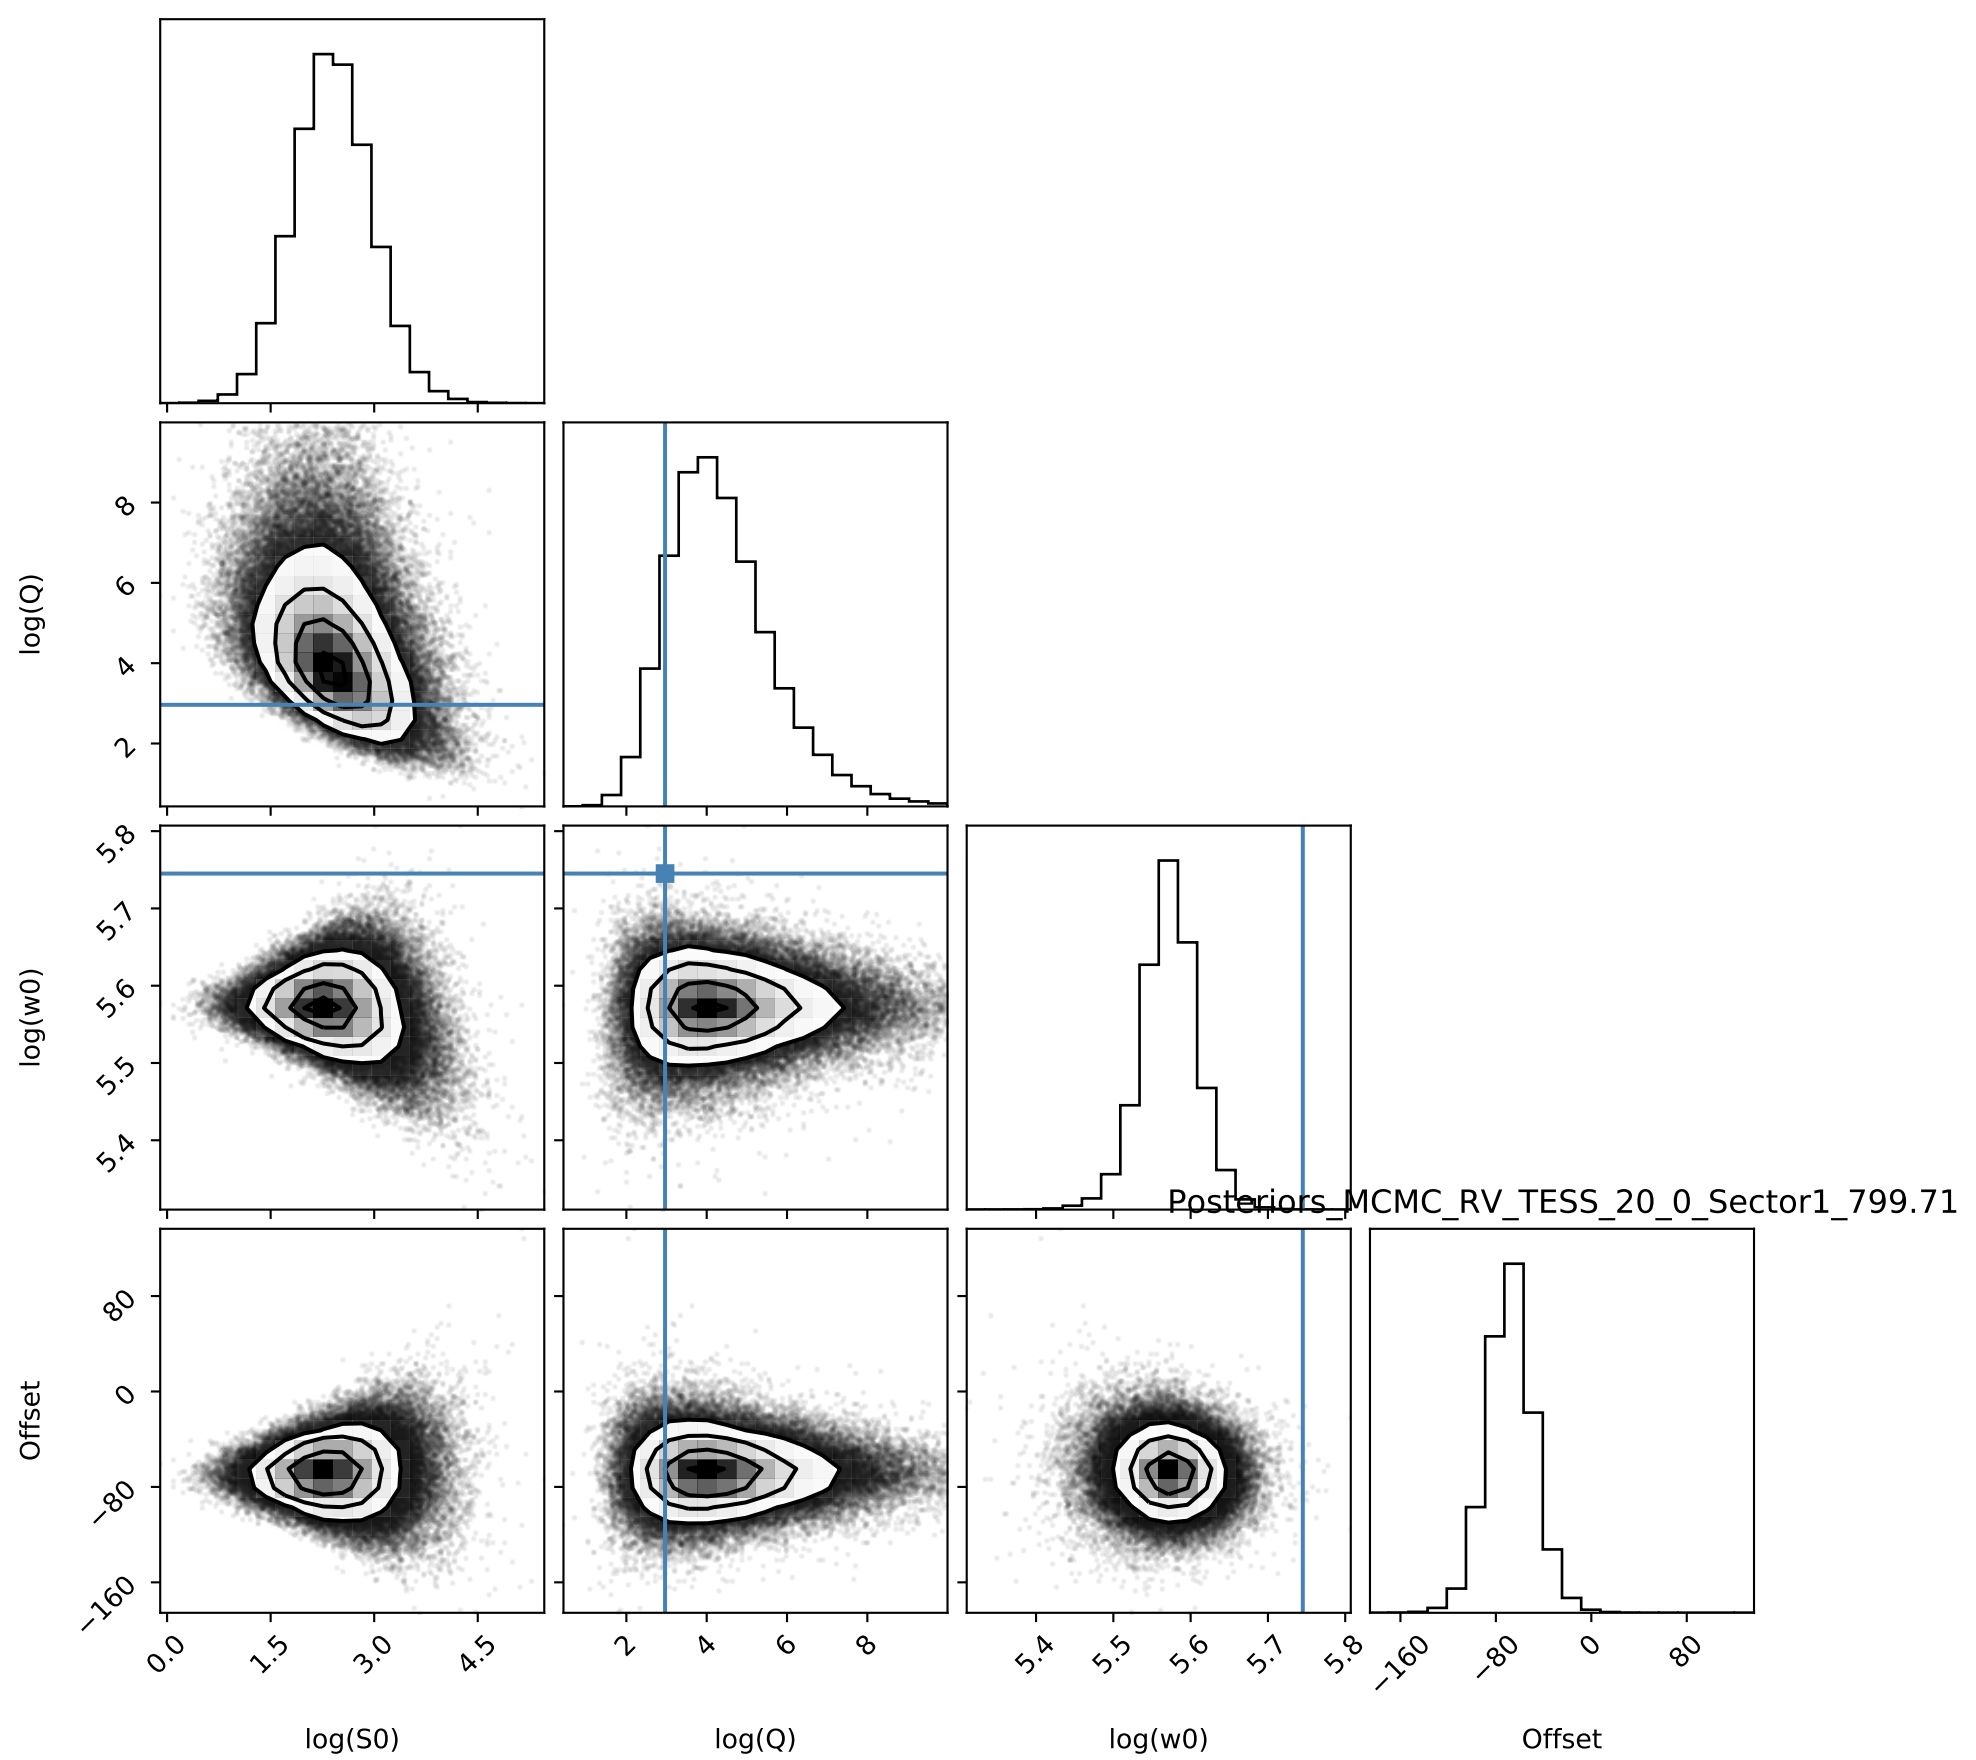 8
6
4
2
log(Q)
5.8
5.7
5.6
5.5
5.4
log(w0)
Posteriors_MCMC_RV_TESS_20_0_Sector1_799.71
80
0
−80
−160
Offset
0.0 1.5 3.0 4.5 2 4 6 8 5.4 5.5 5.6 5.7 5.8 −160 −80 0 80
log(S0) log(Q) log(w0) Offset